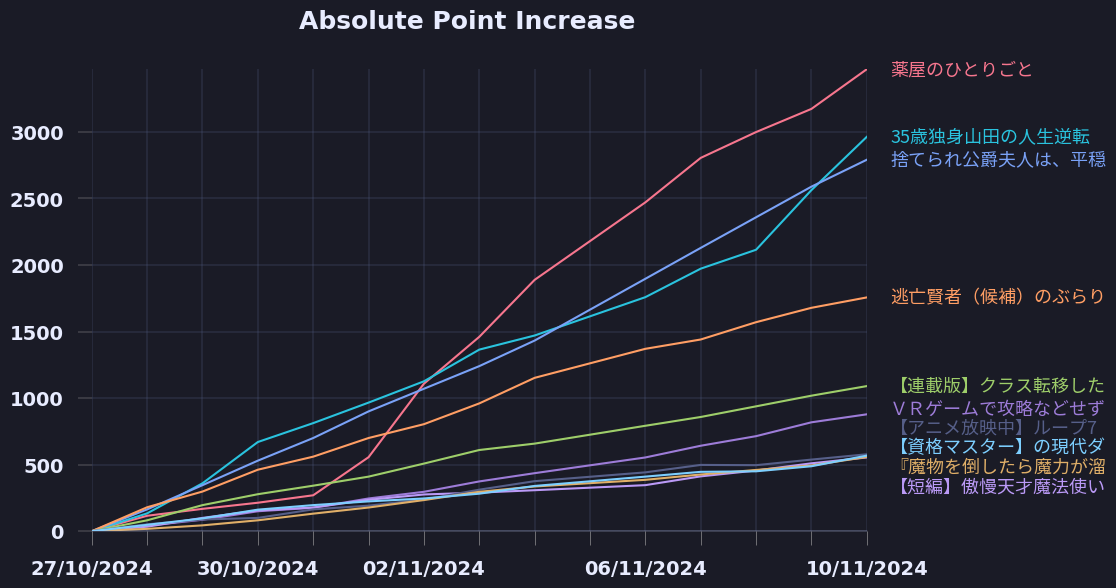 Absolute Point Increase
薬屋のひとりごと
3000
35歳独身山田の人生逆転
捨てられ公爵夫人は、平穏
2500
2000
逃亡賢者（候補）のぶらり
1500
【連載版】クラス転移した
1000
ＶＲゲームで攻略などせず
【アニメ放映中】ループ7
【資格マスター】の現代ダ
500
『魔物を倒したら魔力が溜
【短編】傲慢天才魔法使い
0
27/10/2024 30/10/2024 02/11/2024 06/11/2024 10/11/2024